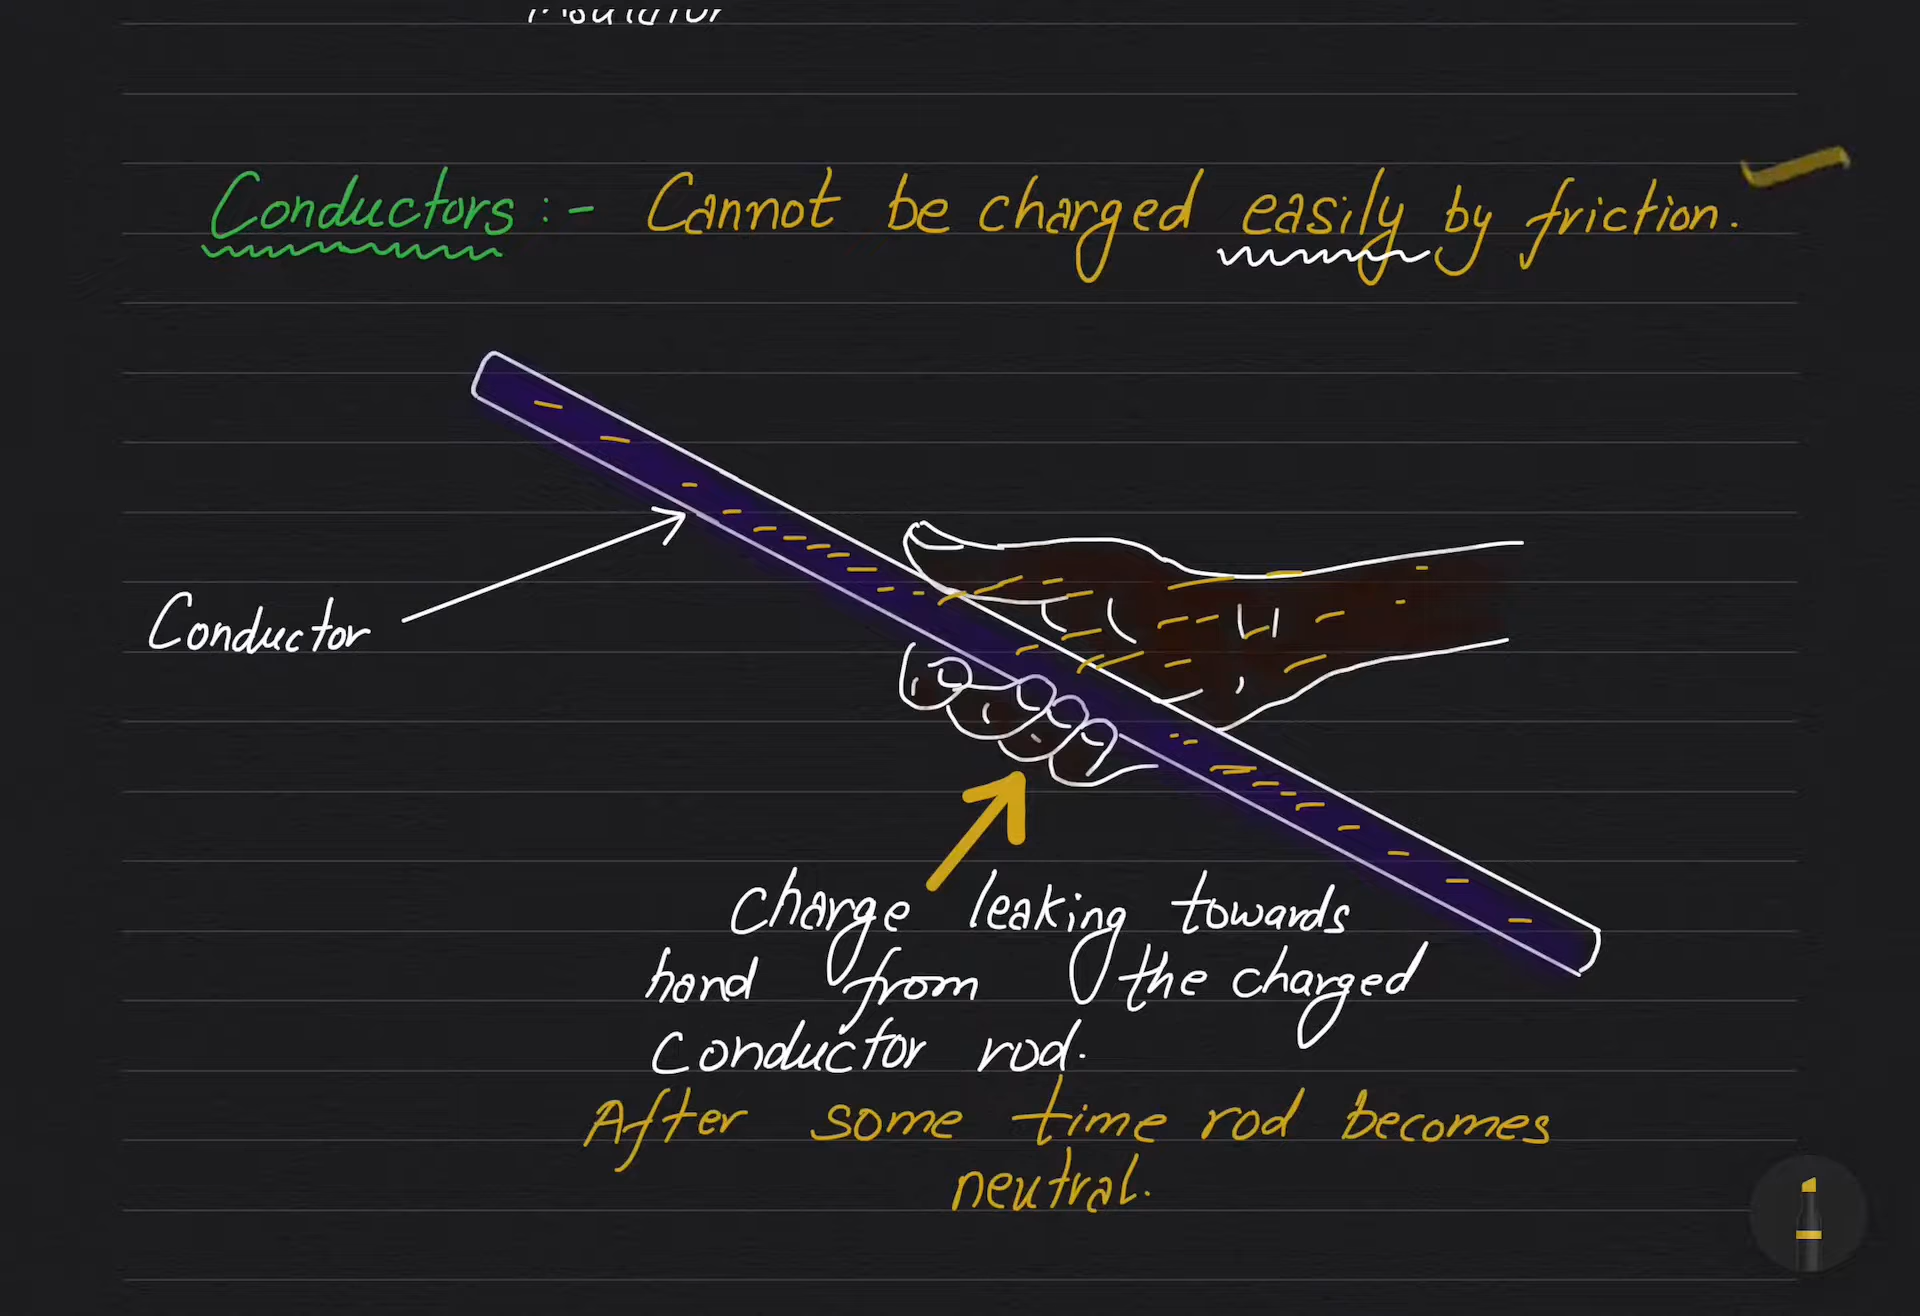 Conductors :- Cannot be charged easily by friction.
Conductor
Charge leaking towards
hand from the charged
Conductor rod.
After some time rod becomes
neutral.